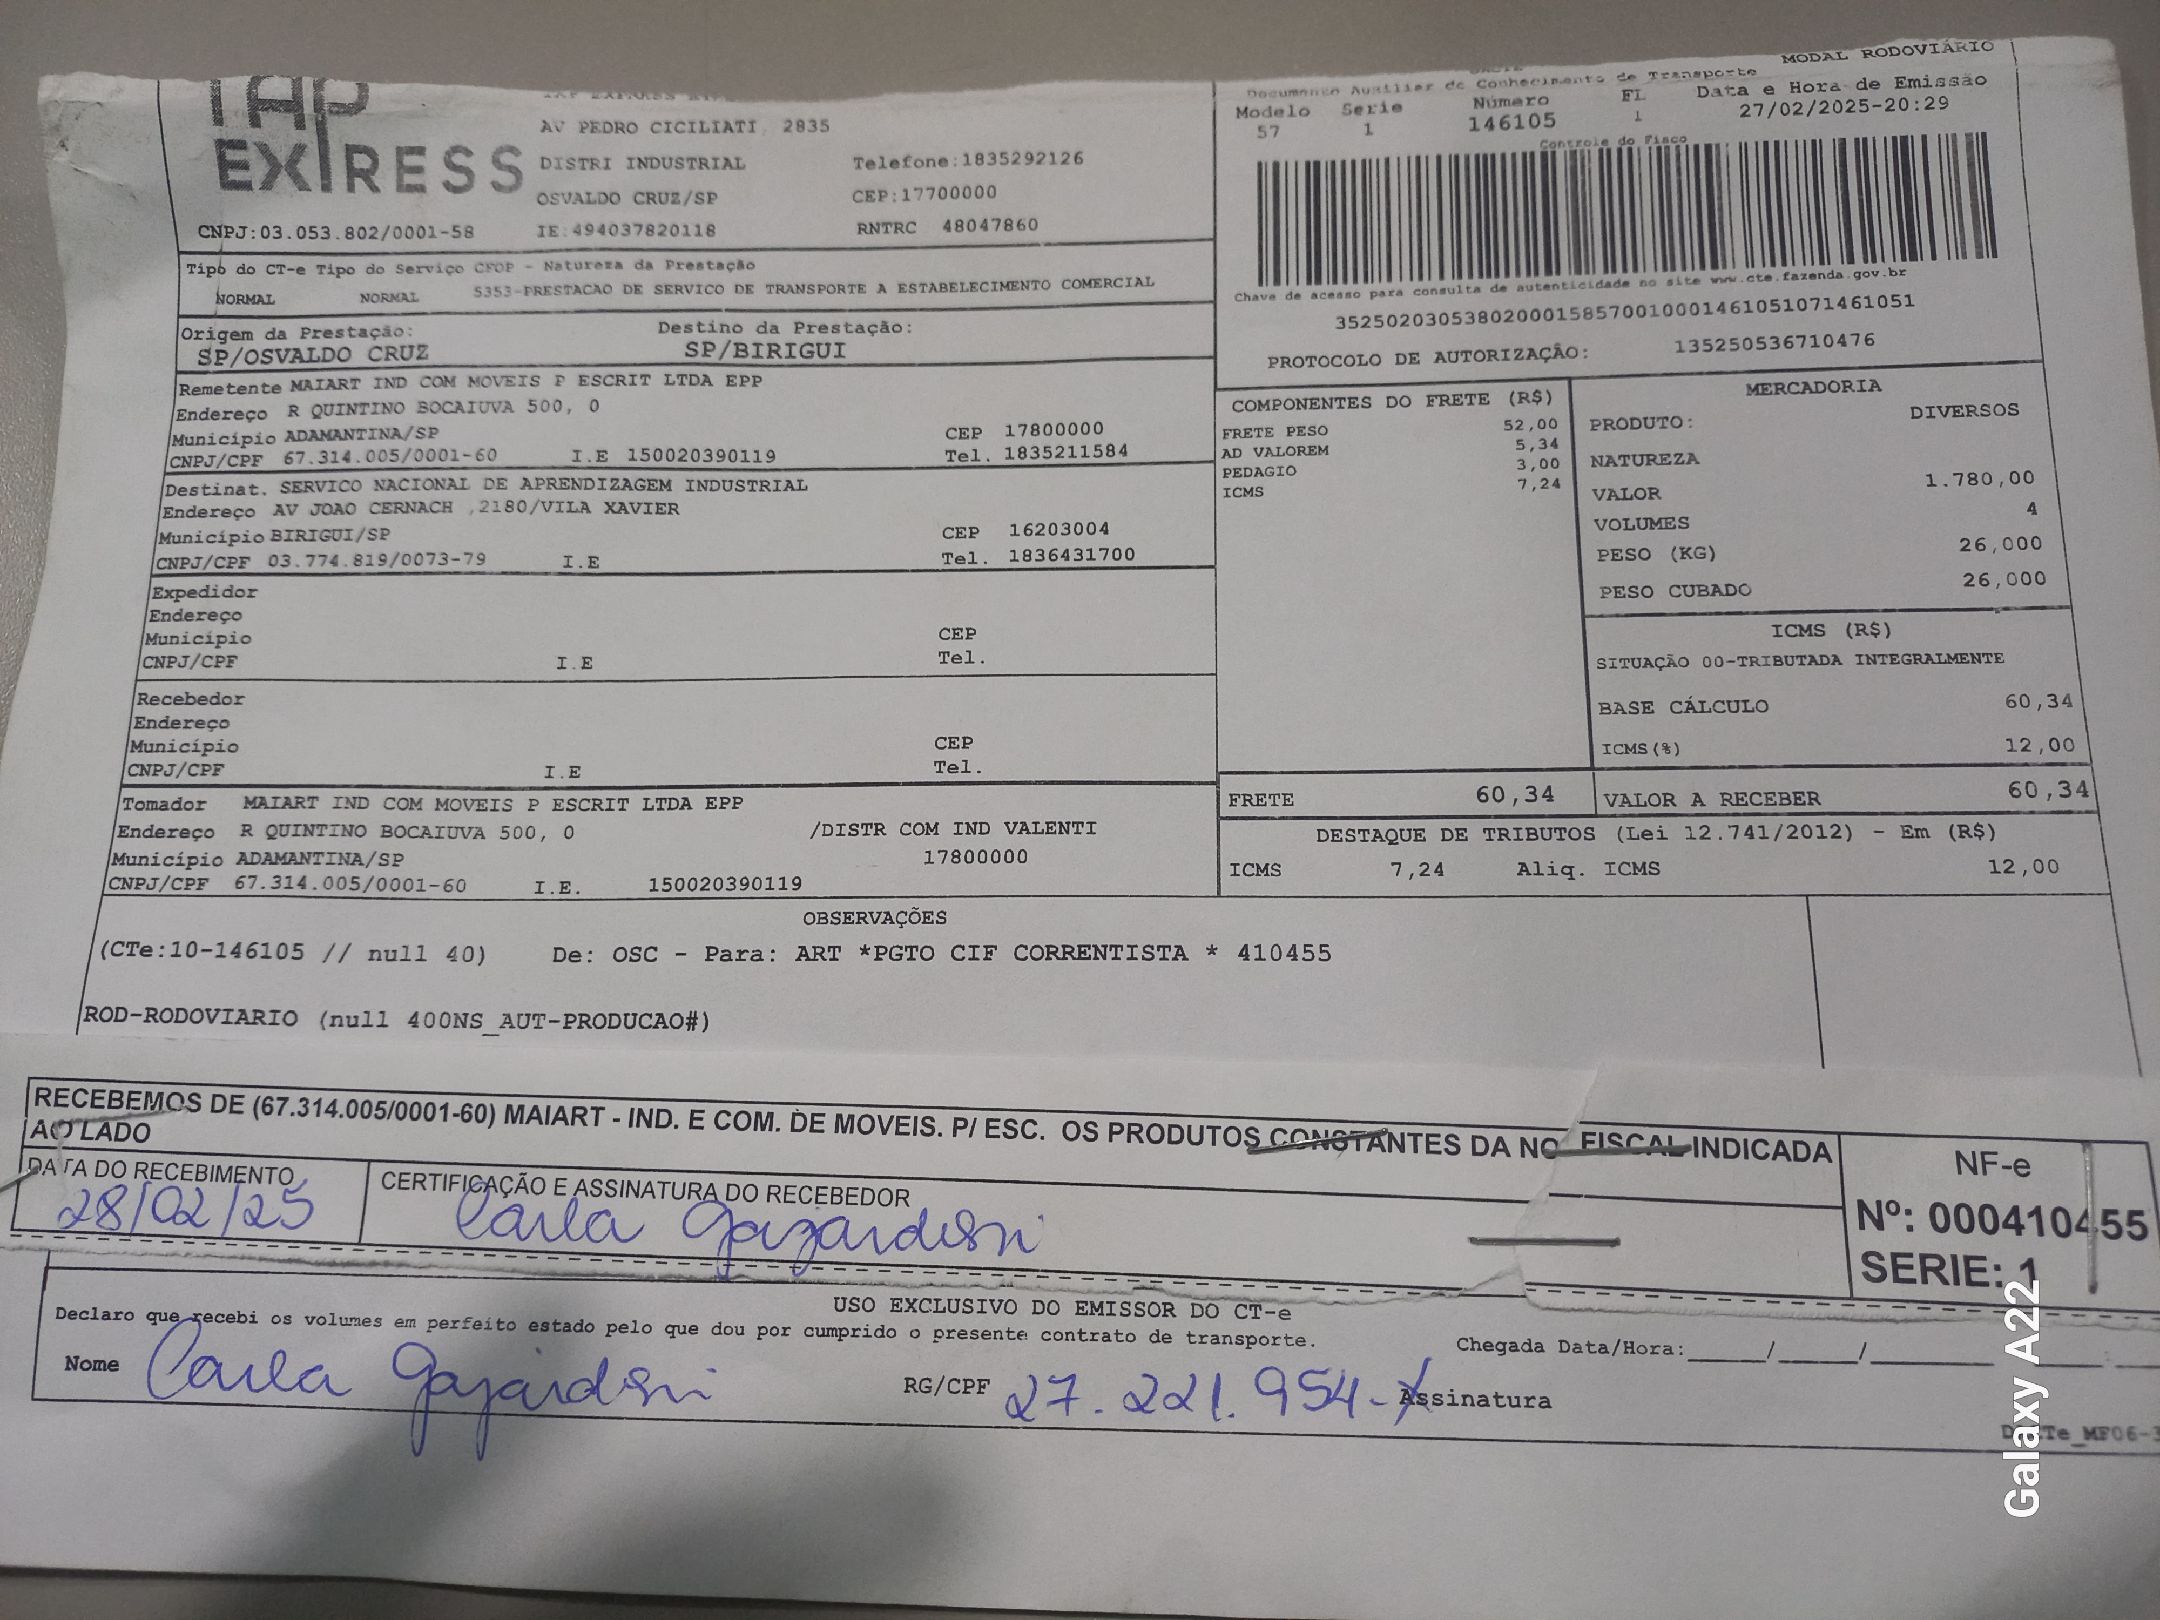 TAP
EXPRESS
AV PEDRO CICILIATI, 2835
DISTRI INDUSTRIAL Telefone:1835292126
OSVALDO CRUZ/SP CEP:17700000
CNPJ:03.053.802/0001-58 IE:494037820118 RNTRC 48047860
MODAL RODOVIÁRIO
Documento Auxiliar de Conhecimento de Transporte
Modelo Serie Número FL Data e Hora de Emissão
57 1 146105 1 27/02/2025-20:29
Controle do Fisco
Chave de acesso para consulta de autenticidade no site www.cte.fazenda.gov.br
35250203053802000158570010001461051071461051
PROTOCOLO DE AUTORIZAÇÃO: 135250536710476
Tipo do CT-e Tipo do Serviço CFOP - Natureza da Prestação
NORMAL NORMAL 5353-PRESTACAO DE SERVICO DE TRANSPORTE A ESTABELECIMENTO COMERCIAL
Origem da Prestação: Destino da Prestação:
SP/OSVALDO CRUZ SP/BIRIGUI
Remetente MAIART IND COM MOVEIS P ESCRIT LTDA EPP
Endereço R QUINTINO BOCAIUVA 500, 0
Município ADAMANTINA/SP CEP 17800000
CNPJ/CPF 67.314.005/0001-60 I.E 150020390119 Tel. 1835211584
Destinat. SERVICO NACIONAL DE APRENDIZAGEM INDUSTRIAL
Endereço AV JOAO CERNACH ,2180/VILA XAVIER
Município BIRIGUI/SP CEP 16203004
CNPJ/CPF 03.774.819/0073-79 I.E Tel. 1836431700
Expedidor
Endereço
Município CEP
CNPJ/CPF I.E Tel.
Recebedor
Endereço
Município CEP
CNPJ/CPF I.E Tel.
Tomador MAIART IND COM MOVEIS P ESCRIT LTDA EPP
Endereço R QUINTINO BOCAIUVA 500, 0 /DISTR COM IND VALENTI
Município ADAMANTINA/SP 17800000
CNPJ/CPF 67.314.005/0001-60 I.E. 150020390119
COMPONENTES DO FRETE (R$)
FRETE PESO 52,00
AD VALOREM 5,34
PEDAGIO 3,00
ICMS 7,24
MERCADORIA
PRODUTO: DIVERSOS
NATUREZA
VALOR 1.780,00
VOLUMES 4
PESO (KG) 26,000
PESO CUBADO 26,000
ICMS (R$)
SITUAÇÃO 00-TRIBUTADA INTEGRALMENTE
BASE CÁLCULO 60,34
ICMS(%) 12,00
FRETE 60,34 VALOR A RECEBER 60,34
DESTAQUE DE TRIBUTOS (Lei 12.741/2012) - Em (R$)
ICMS 7,24 Aliq. ICMS 12,00
OBSERVAÇÕES
(CTe:10-146105 // null 40) De: OSC - Para: ART *PGTO CIF CORRENTISTA * 410455
ROD-RODOVIARIO (null 400NS_AUT-PRODUCAO#)
RECEBEMOS DE (67.314.005/0001-60) MAIART - IND. E COM. DE MOVEIS. P/ ESC. OS PRODUTOS CONSTANTES DA NO FISCAL INDICADA
AO LADO
DATA DO RECEBIMENTO CERTIFICAÇÃO E ASSINATURA DO RECEBEDOR
28/02/25 Carla
NF-e
Nº: 000410455
SERIE: 1
USO EXCLUSIVO DO EMISSOR DO CT-e
Declaro que recebi os volumes em perfeito estado pelo que dou por cumprido o presente contrato de transporte.
Chegada Data/Hora:_____/_____/________
Nome Carla RG/CPF 27.221.954-X Assinatura
Galaxy A22